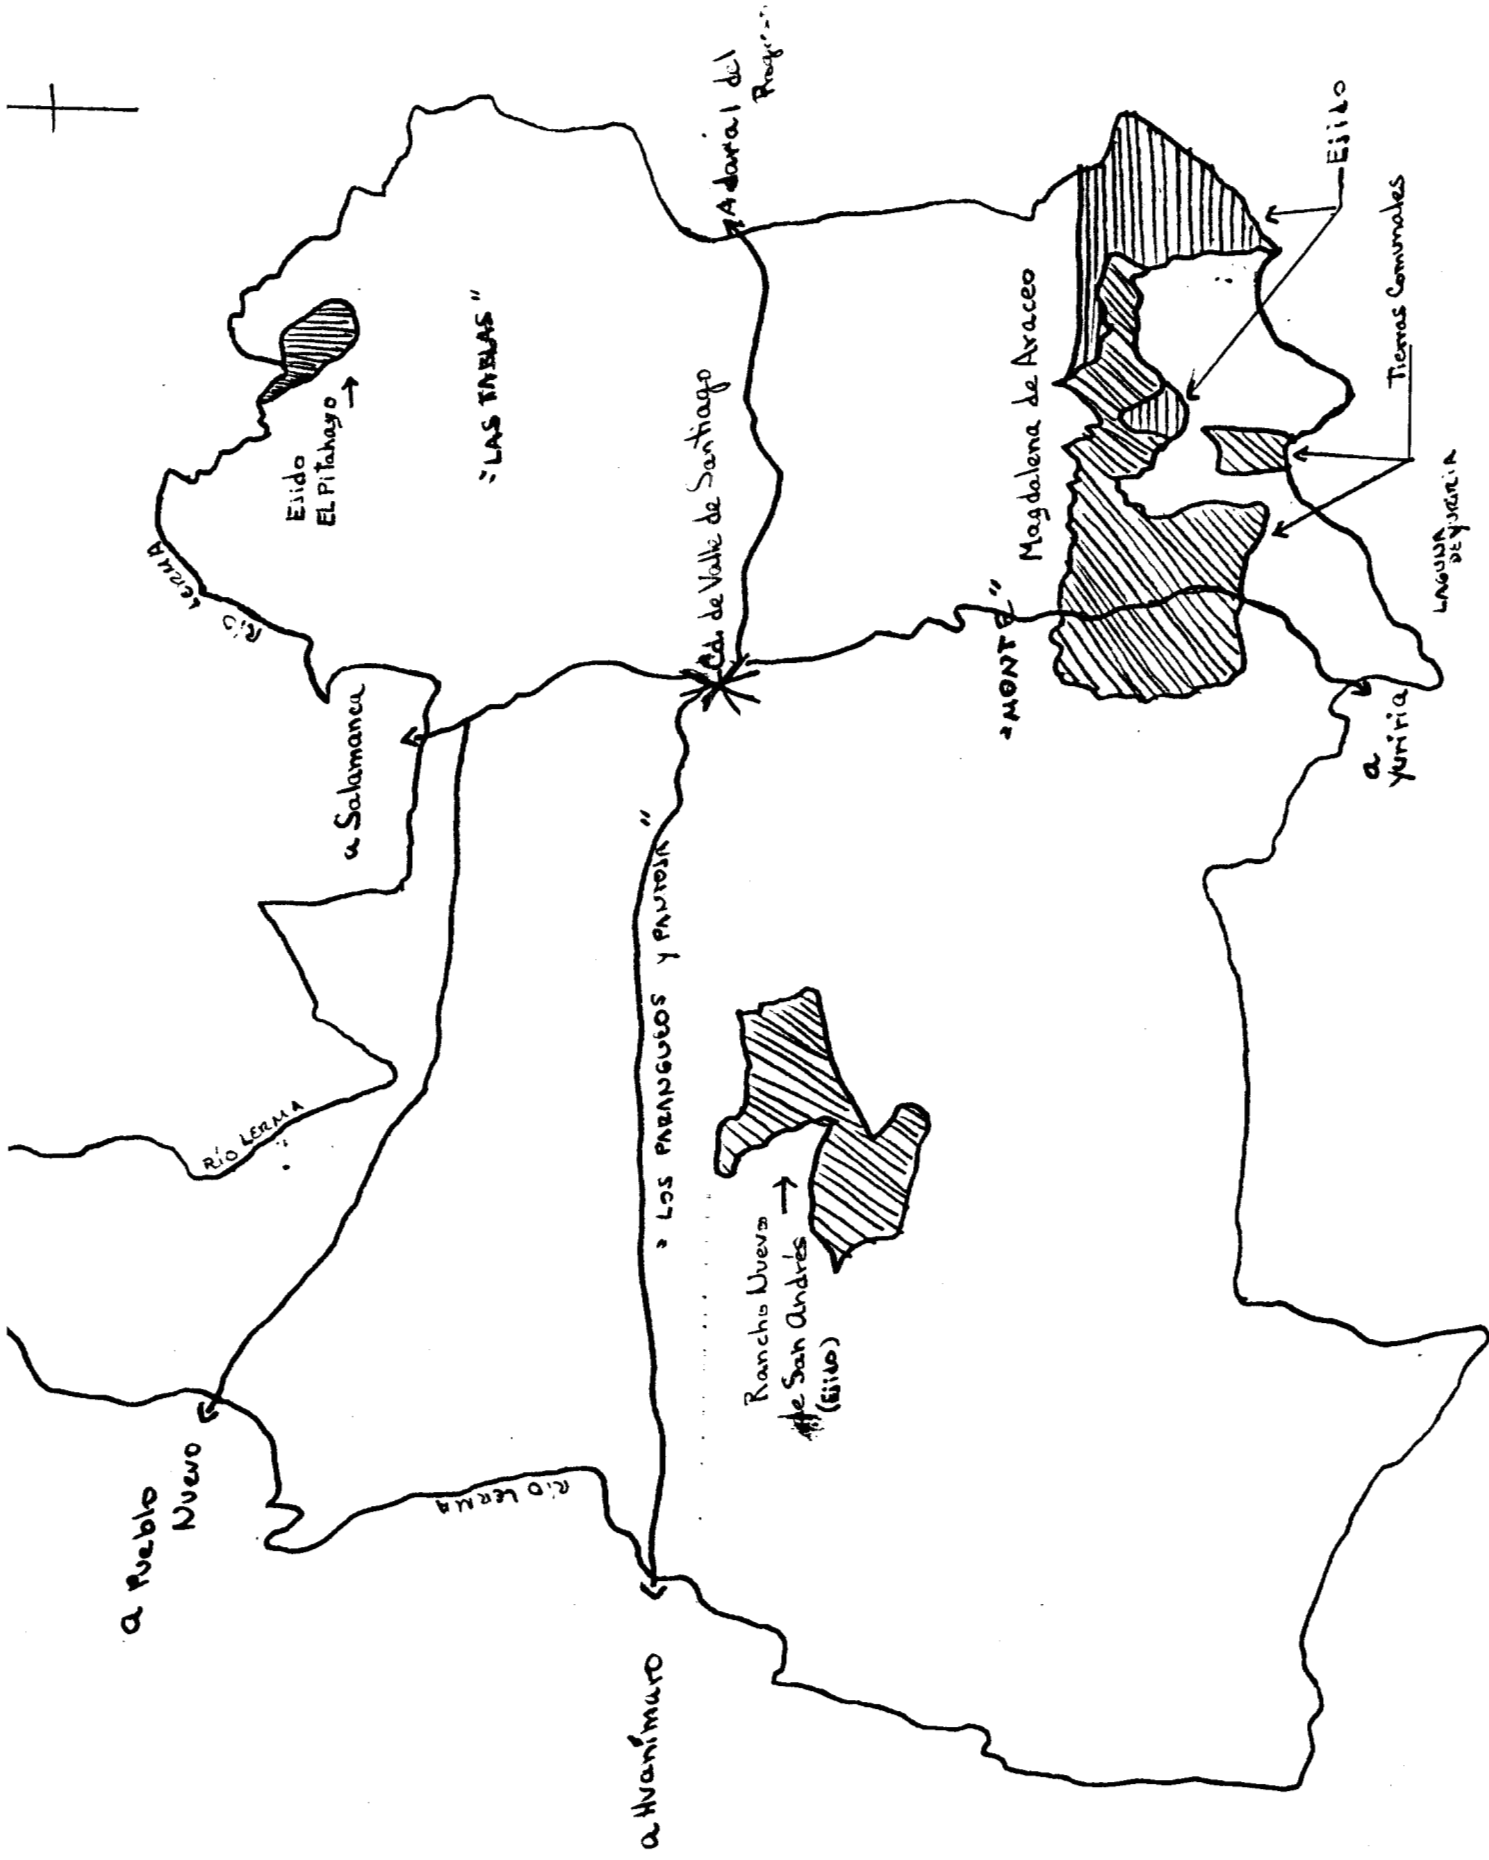 a Pueblo
Nuevo
Río LERMA
a Salamanca
Río LERMA
Ejido
EL Pitahayo
"LAS TABLAS"
RÍO LERMA
a Huanímaro
"LOS PARANGUEOS Y PANTOJA"
Cd. de Valle de Santiago
a Jaral del
Rancho Nuevo
de San Andrés
(Ejido)
"MONTE"
Magdalena de Araceo
Ejido
Tierras Comunales
a
Yuriria
LAGUNA
DE YURIRIA